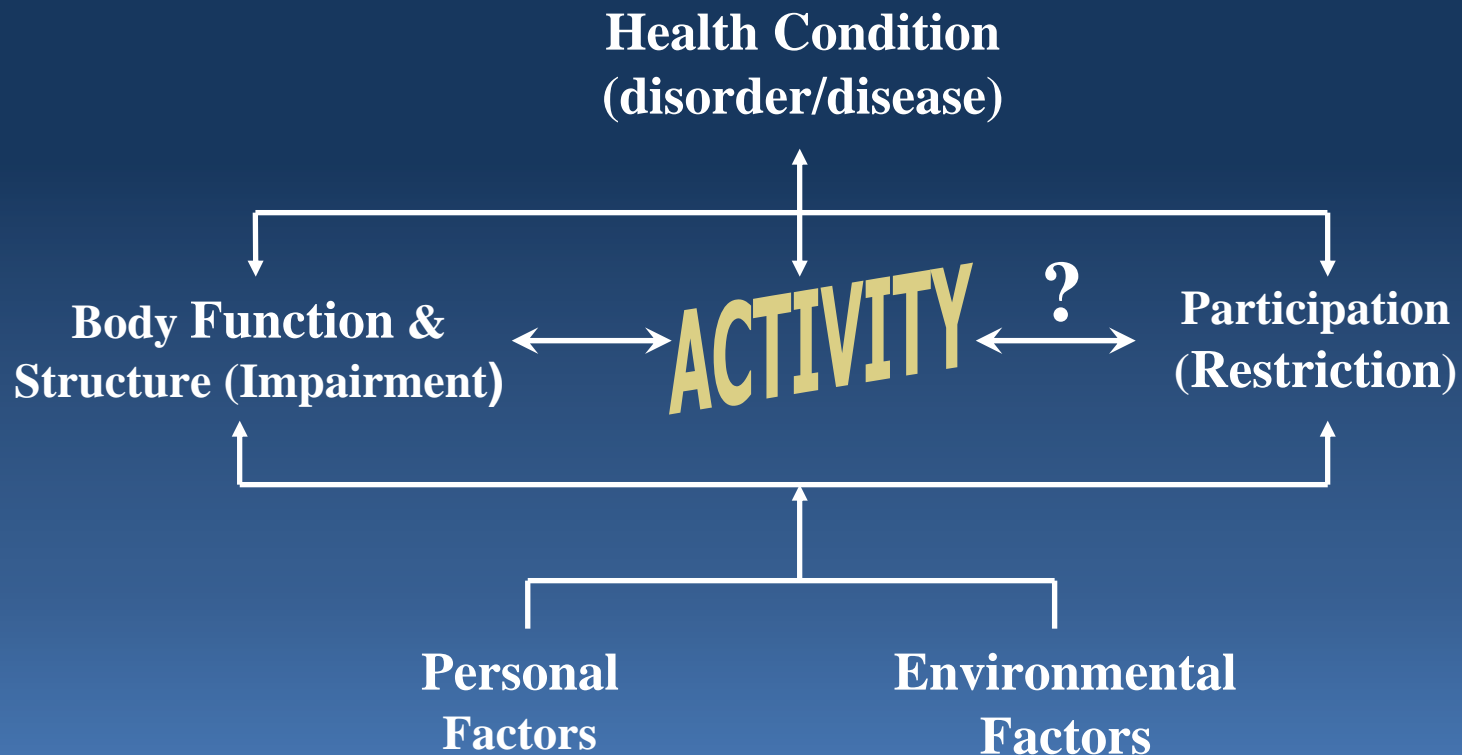 Health Condition
(disorder/disease)
Body Function &
Structure (Impairment)
ACTIVITY
?
Participation
(Restriction)
Personal
Factors
Environmental
Factors